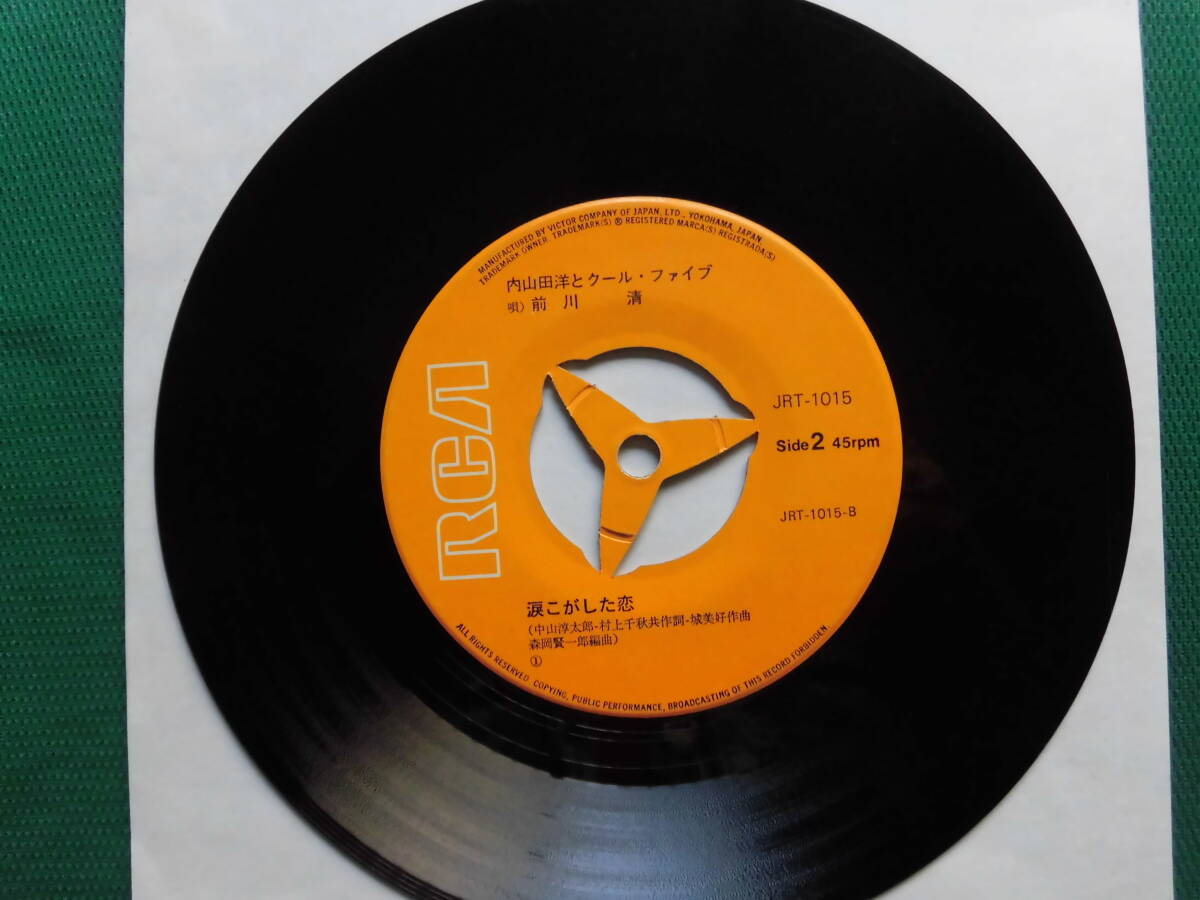 MANUFACTURED BY VICTOR COMPANY OF JAPAN, LTD., YOKOHAMA, JAPAN.
TRADEMARK OWNER. TRADEMARK(S) ® REGISTERED MARCA(S) REGISTRADA(S)
内山田洋とクール・ファイブ
唄）前川 清
RCA
JRT-1015
Side2 45rpm
JRT-1015-B
涙こがした恋
（中山淳太郎-村上千秋共作詞-城美好作曲
森岡賢一郎編曲）
①
ALL RIGHTS RESERVED. COPYING, PUBLIC PERFORMANCE, BROADCASTING OF THIS RECORD FORBIDDEN.